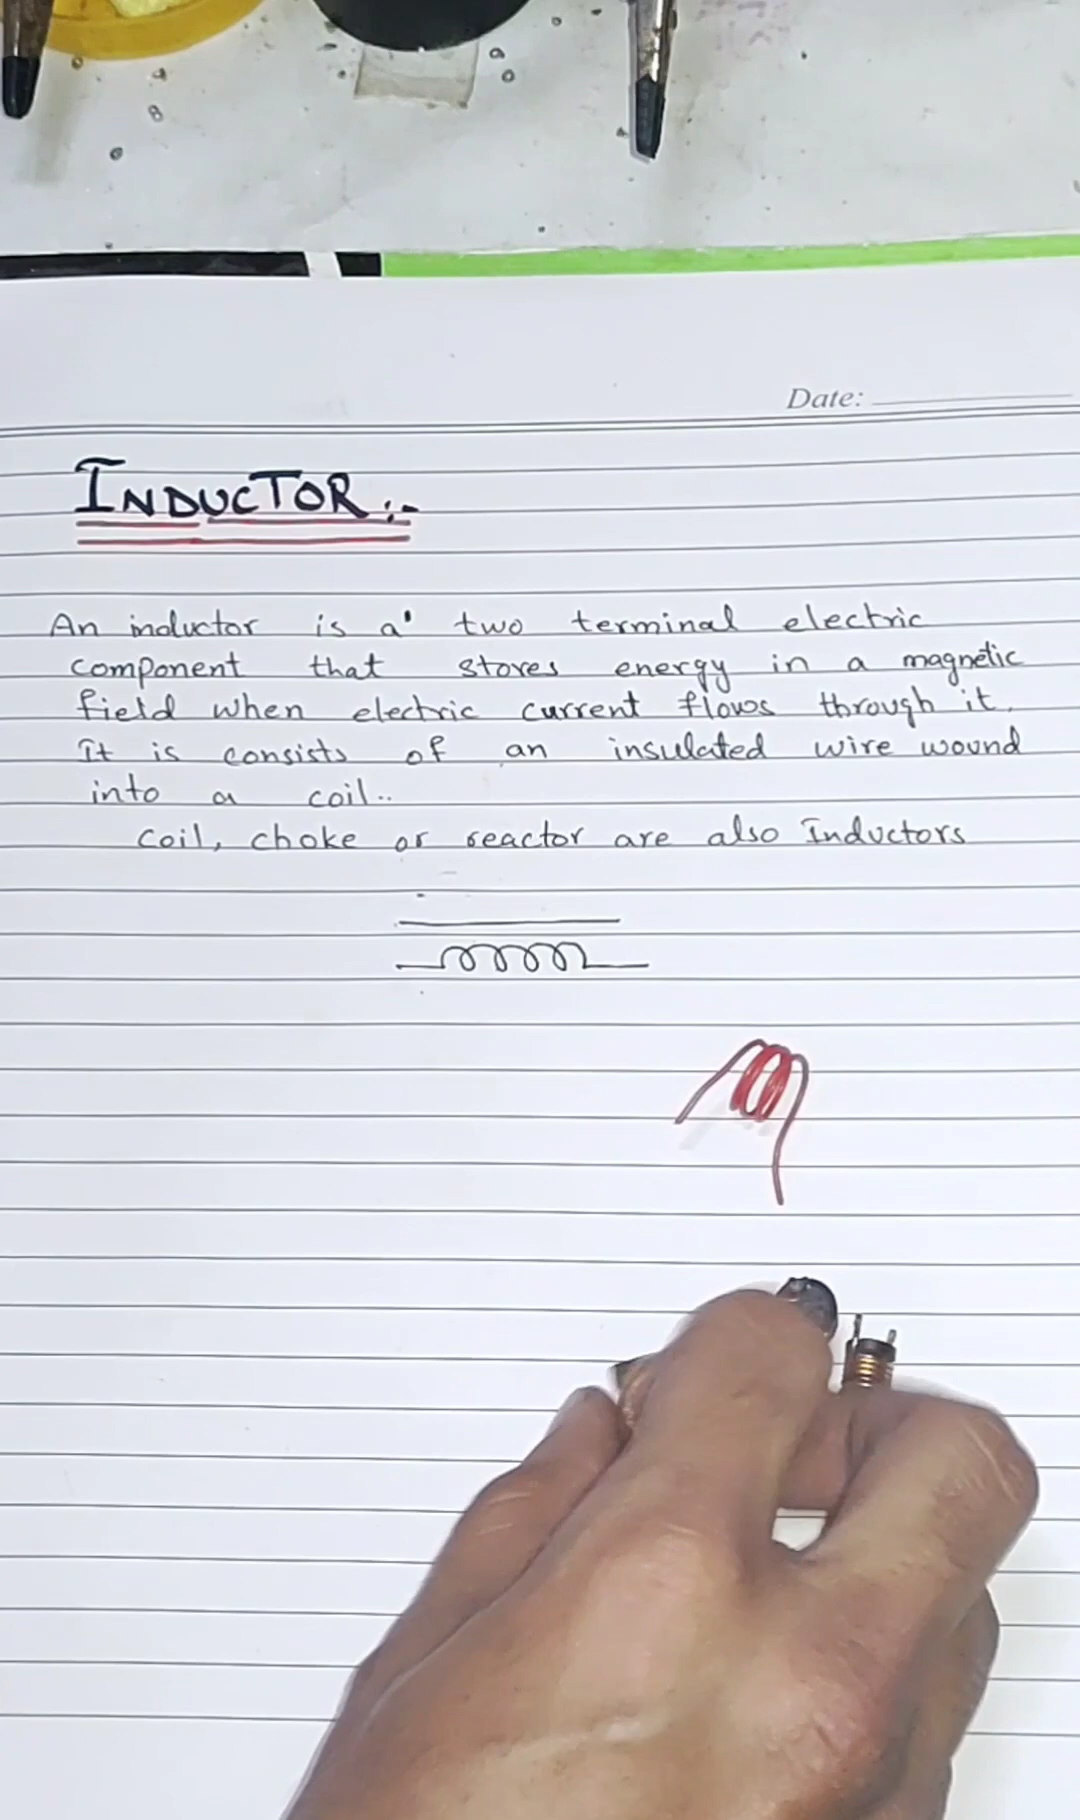 Date:
INDUCTOR :-
An inductor is a two terminal electric
component that stores energy in a magnetic
field when electric current flows through it.
It is consists of an insulated wire wound
into a coil..
Coil, choke or reactor are also Inductors